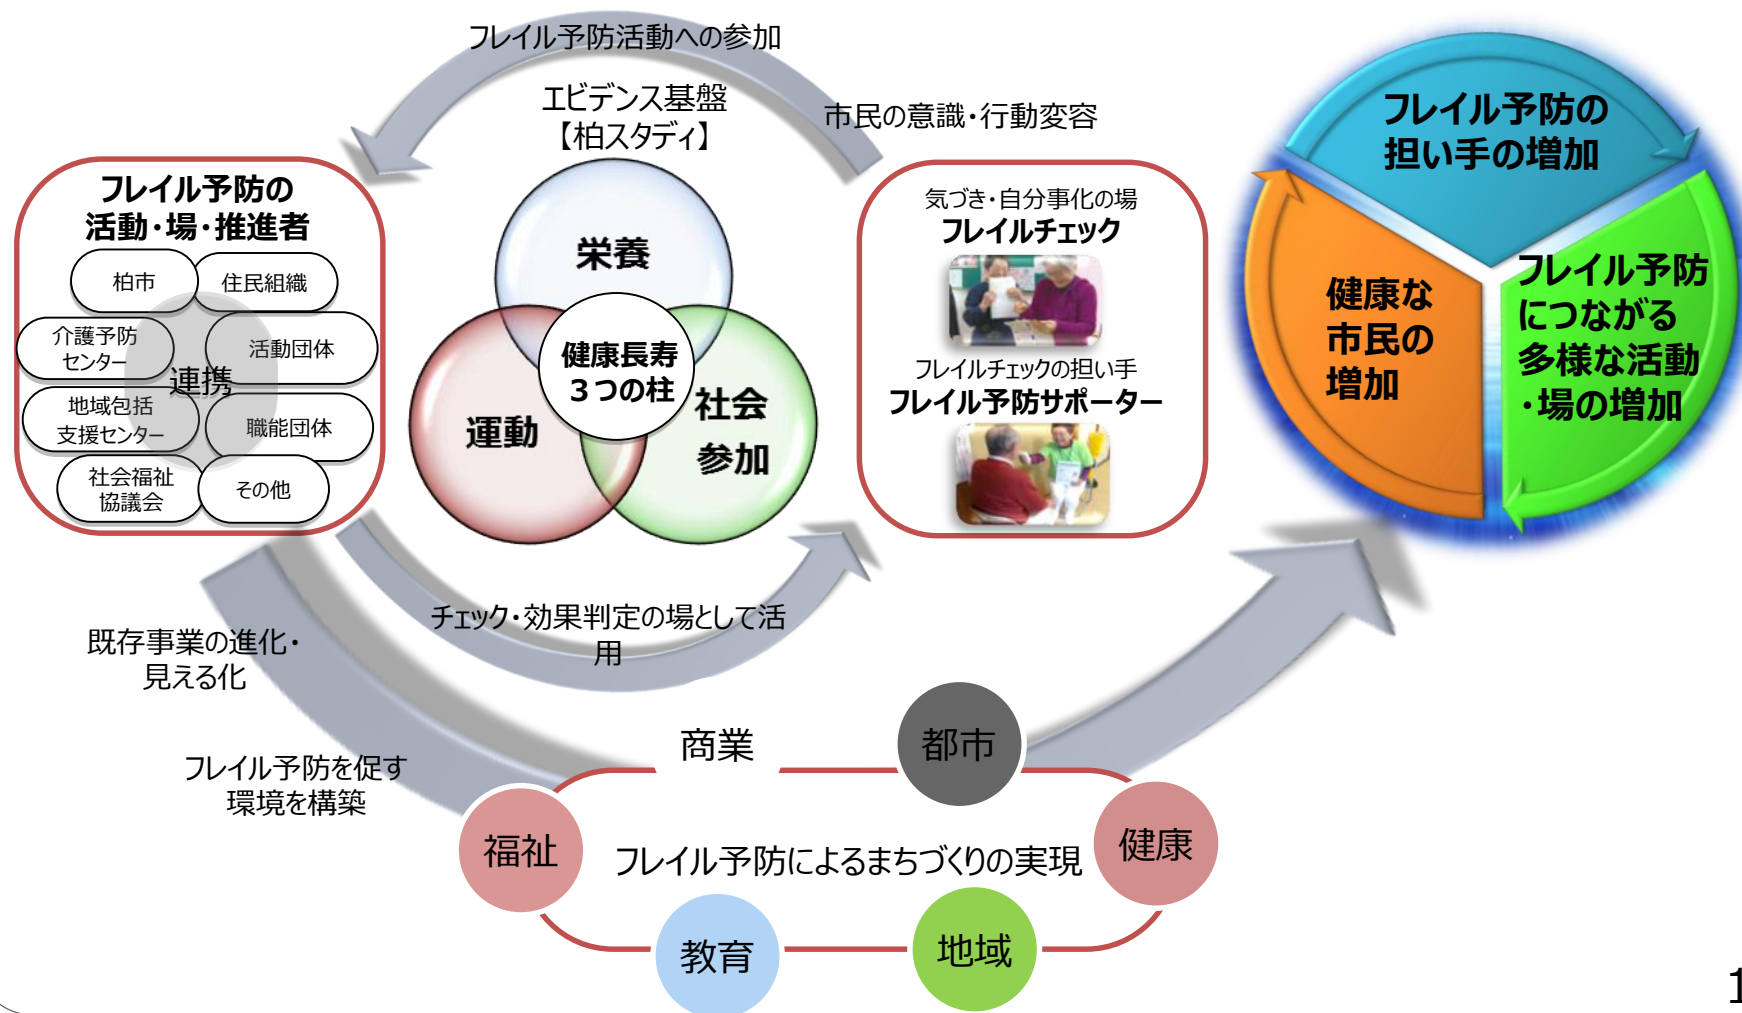 フレイル予防活動への参加
エビデンス基盤
【柏スタディ】
市民の意識・行動変容
フレイル予防の
活動・場・推進者
柏市
住民組織
介護予防
センター
活動団体
連携
地域包括
支援センター
職能団体
社会福祉
協議会
その他
栄養
健康長寿
3つの柱
運動
社会
参加
気づき・自分事化の場
フレイルチェック
フレイルチェックの担い手
フレイル予防サポーター
フレイル予防の
担い手の増加
健康な
市民の
増加
フレイル予防
につながる
多様な活動
・場の増加
チェック・効果判定の場として活
用
既存事業の進化・
見える化
フレイル予防を促す
環境を構築
商業
都市
福祉
健康
フレイル予防によるまちづくりの実現
教育
地域
1